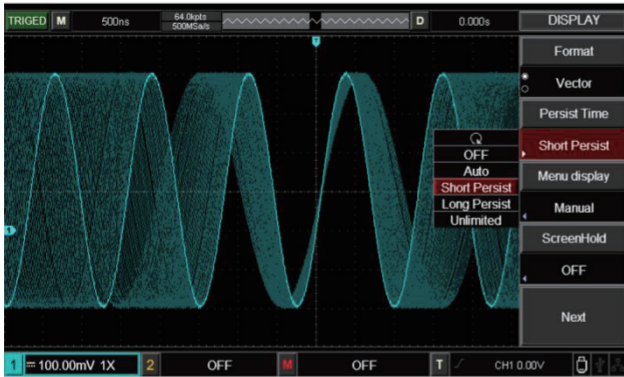 TRIGED M 500ns 64.0kpts D 0.000s DISPLAY
500MSa/s
T
Format
Vector
Persist Time
OFF
Short Persist
Auto
Short Persist
Menu display
Long Persist
Manual
Unlimited
1
ScreenHold
OFF
Next
1 100.00mV 1X 2 OFF M OFF T CH1 0.00V